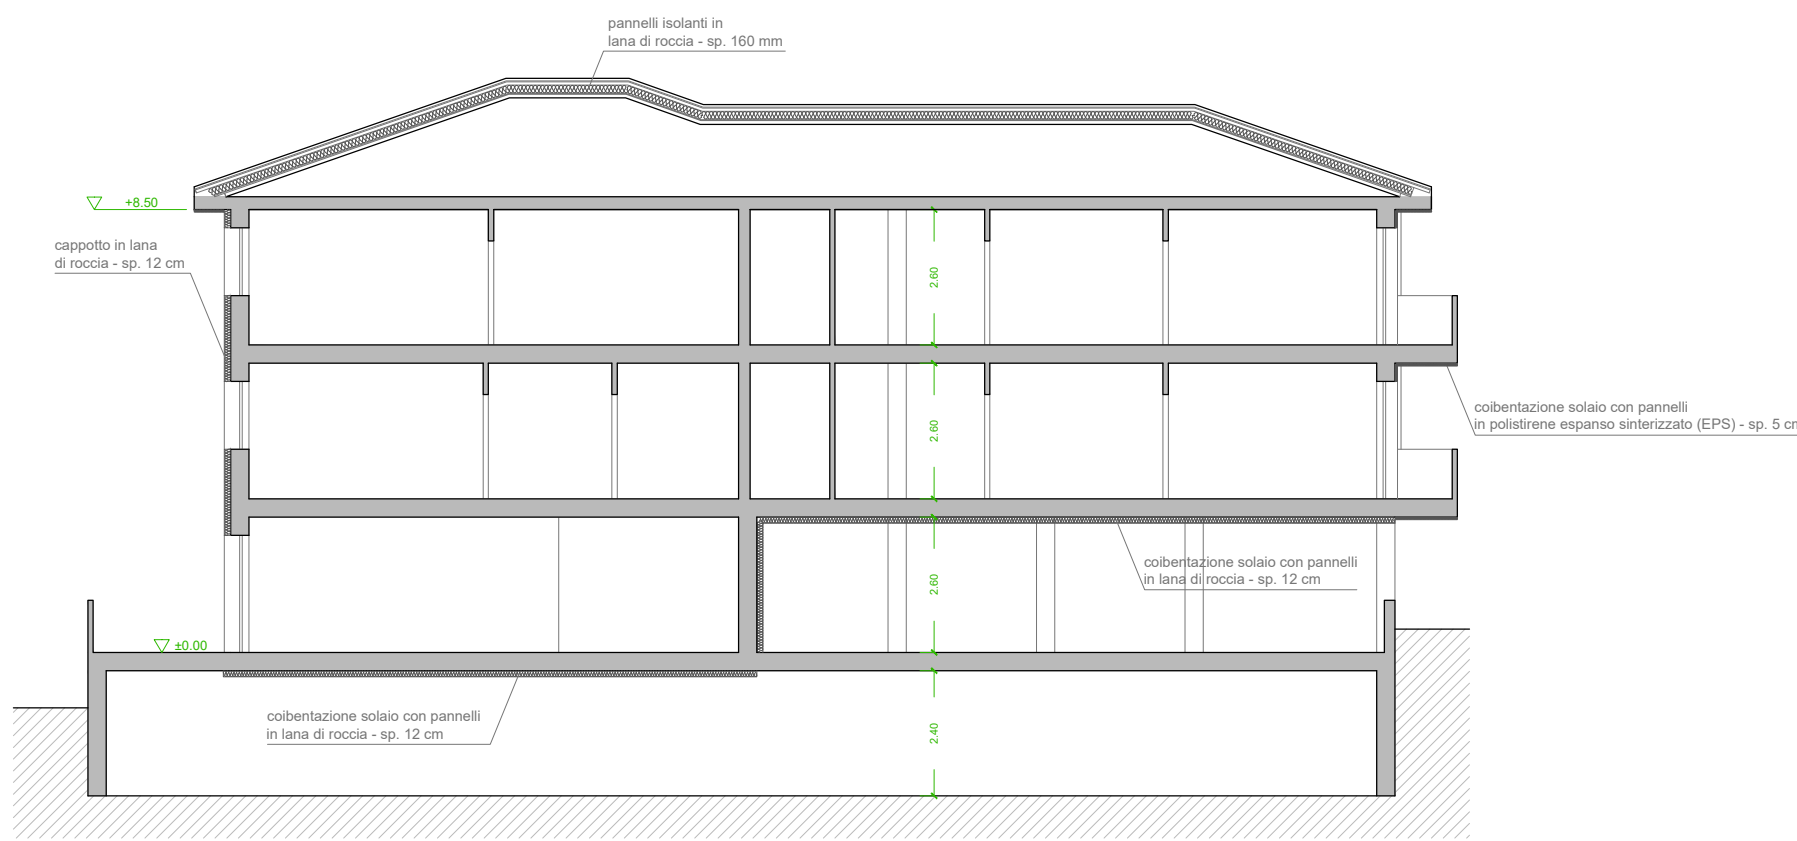 pannelli isolanti in
lana di roccia - sp. 160 mm
+8.50
cappotto in lana
di roccia - sp. 12 cm
2.60
coibentazione solaio con pannelli
in polistirene espanso sinterizzato (EPS) - sp. 5 cm
2.60
coibentazione solaio con pannelli
in lana di roccia - sp. 12 cm
2.60
±0.00
coibentazione solaio con pannelli
in lana di roccia - sp. 12 cm
2.40